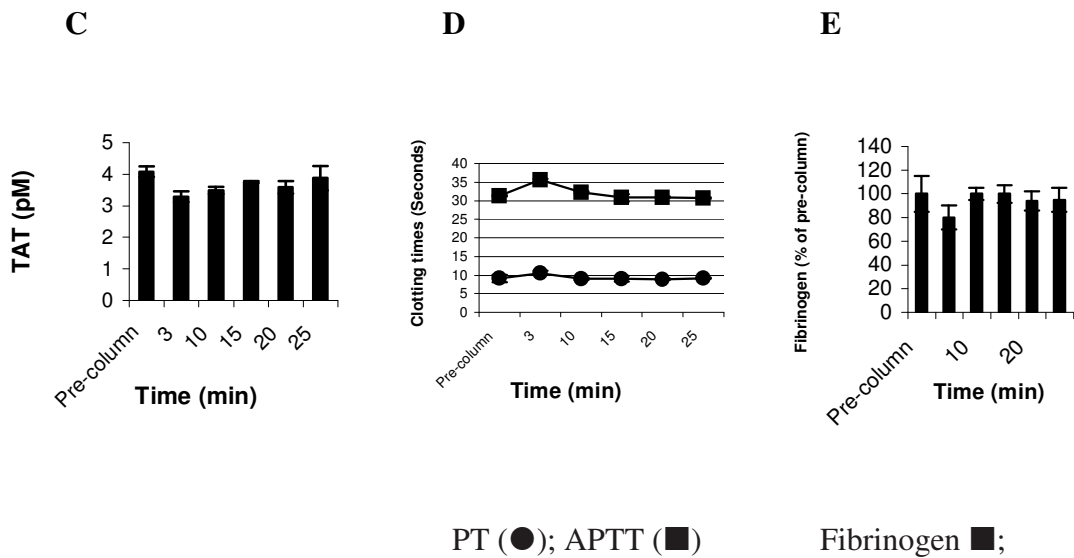 C
D
E
TAT (pM)
5
4
3
2
1
0
Pre-column
3
10
15
20
25
Time (min)
Clotting times (Seconds)
40
35
30
25
20
15
10
5
0
Pre-column
3
10
15
20
25
Time (min)
Fibrinogen (% of pre-column)
140
120
100
80
60
40
20
0
Pre-column
10
20
Time (min)
PT (●); APTT (■)
Fibrinogen ■;